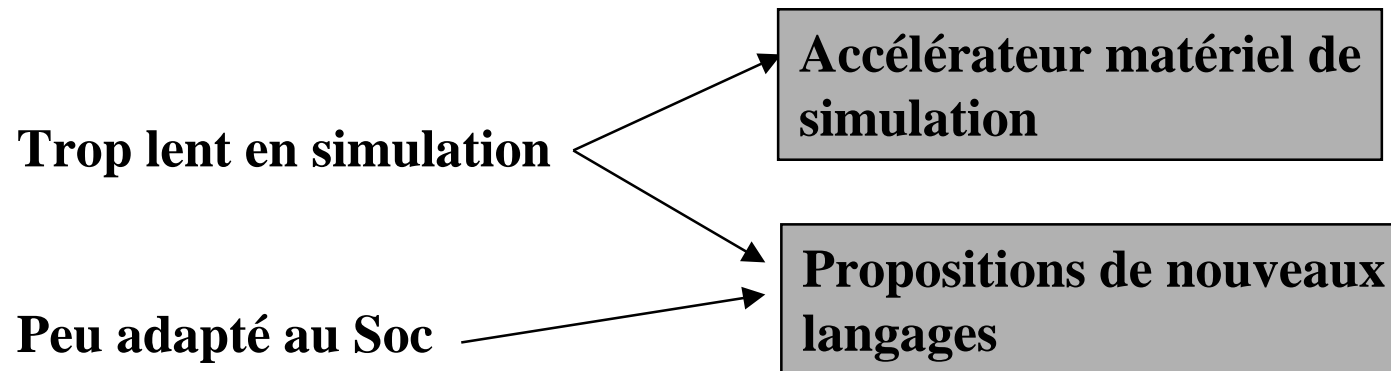 Accélérateur matériel de
simulation
Trop lent en simulation
Propositions de nouveaux
langages
Peu adapté au Soc